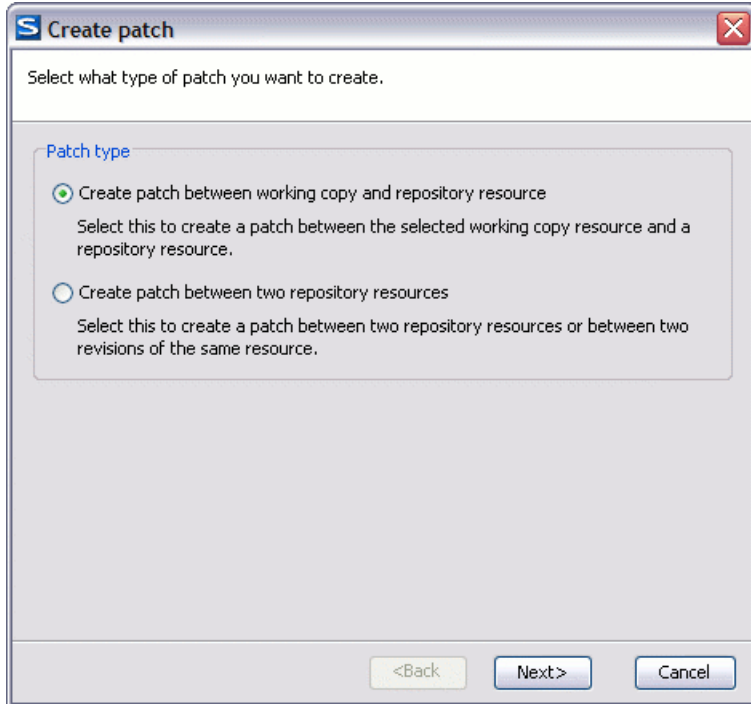 S Create patch
Select what type of patch you want to create.
Patch type
Create patch between working copy and repository resource
Select this to create a patch between the selected working copy resource and a
repository resource.
Create patch between two repository resources
Select this to create a patch between two repository resources or between two
revisions of the same resource.
<Back Next> Cancel